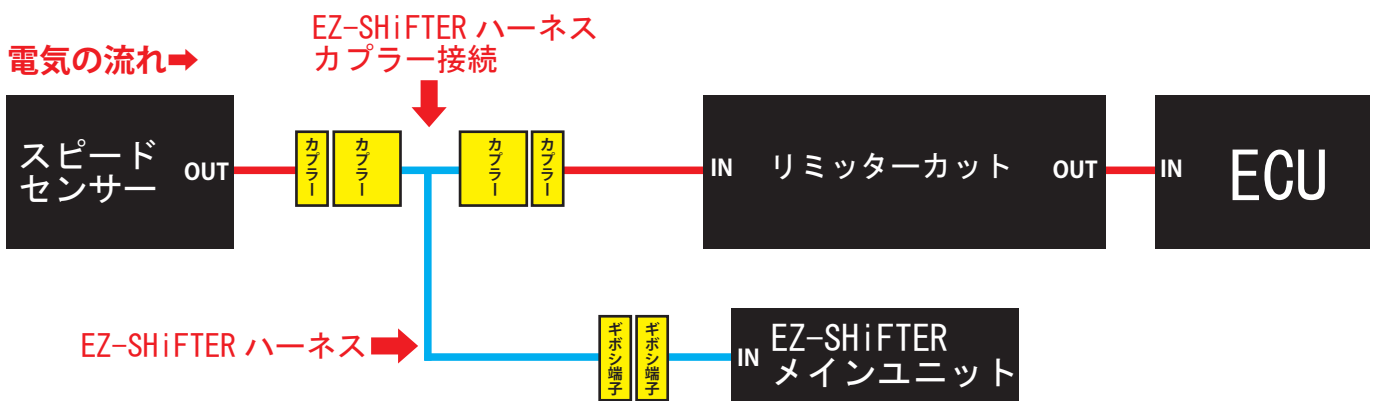 EZ-SHiFTER ハーネス
カプラー接続
電気の流れ➡
スピード
センサー
OUT
カプラー
カプラー
カプラー
カプラー
IN
リミッターカット
OUT
IN
ECU
EZ-SHiFTER ハーネス
ギボシ端子
ギボシ端子
IN
EZ-SHiFTER
メインユニット